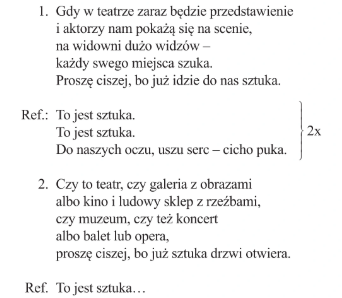 1. Gdy w teatrze zaraz będzie przedstawienie
i aktorzy nam pokażą się na scenie,
na widowni dużo widzów –
każdy swego miejsca szuka.
Proszę ciszej, bo już idzie do nas sztuka.
Ref.: To jest sztuka.
To jest sztuka. 2x
Do naszych oczu, uszu serc – cicho puka.
2. Czy to teatr, czy galeria z obrazami
albo kino i ludowy sklep z rzeźbami,
czy muzeum, czy też koncert
albo balet lub opera,
proszę ciszej, bo już sztuka drzwi otwiera.
Ref. To jest sztuka…